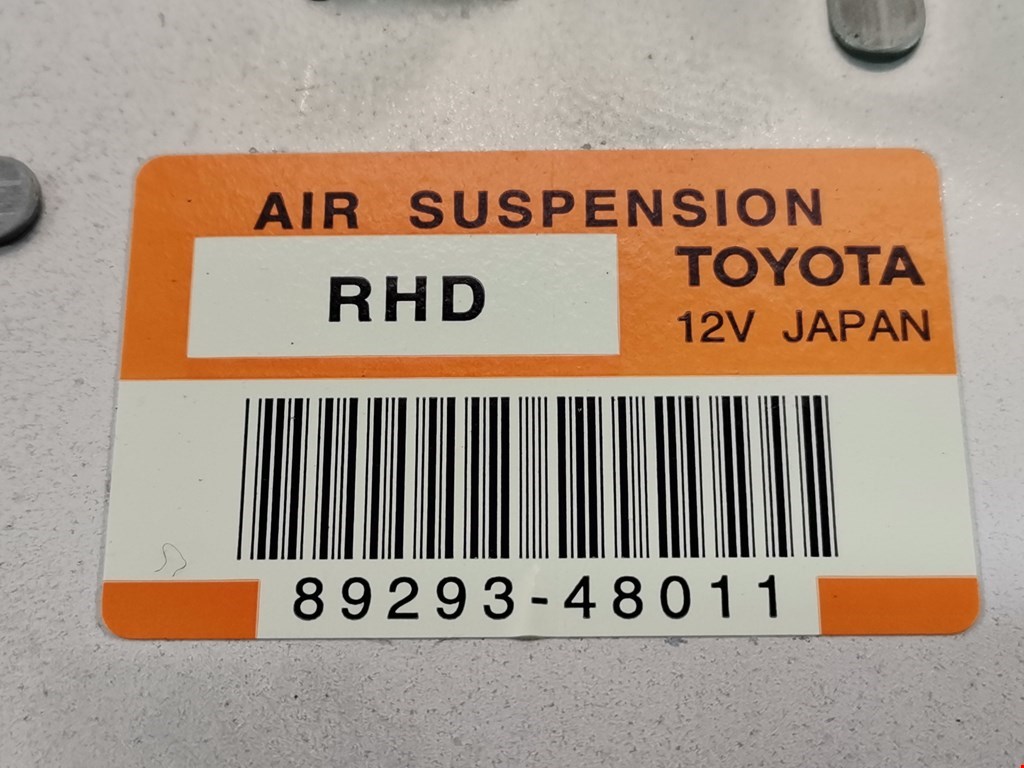 AIR SUSPENSION
RHD
TOYOTA
12V JAPAN
89293-48011